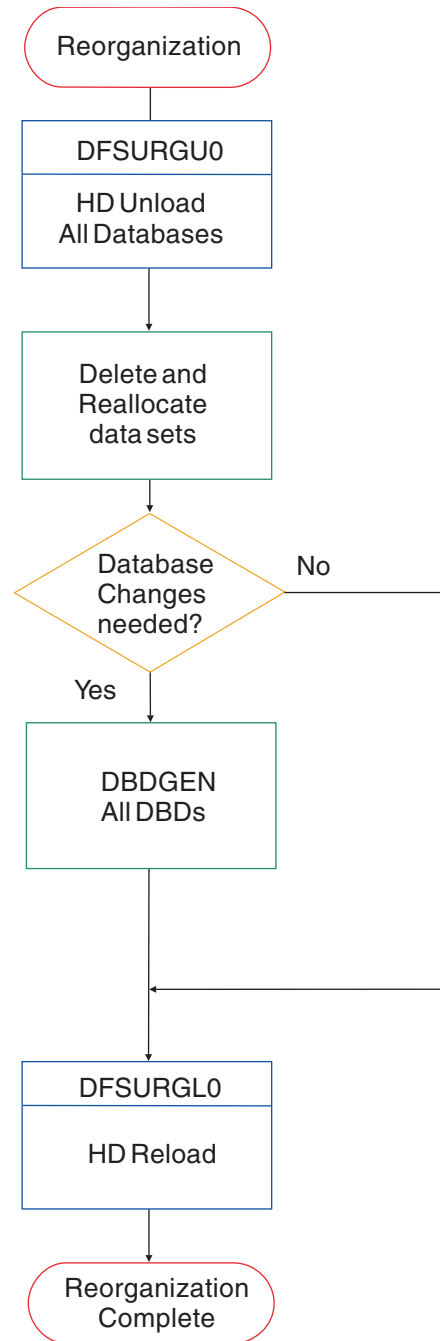 Reorganization
DFSURGU0
HD Unload
All Databases
Delete and
Reallocate
data sets
Database
Changes
needed?
No
Yes
DBDGEN
All DBDs
DFSURGL0
HD Reload
Reorganization
Complete